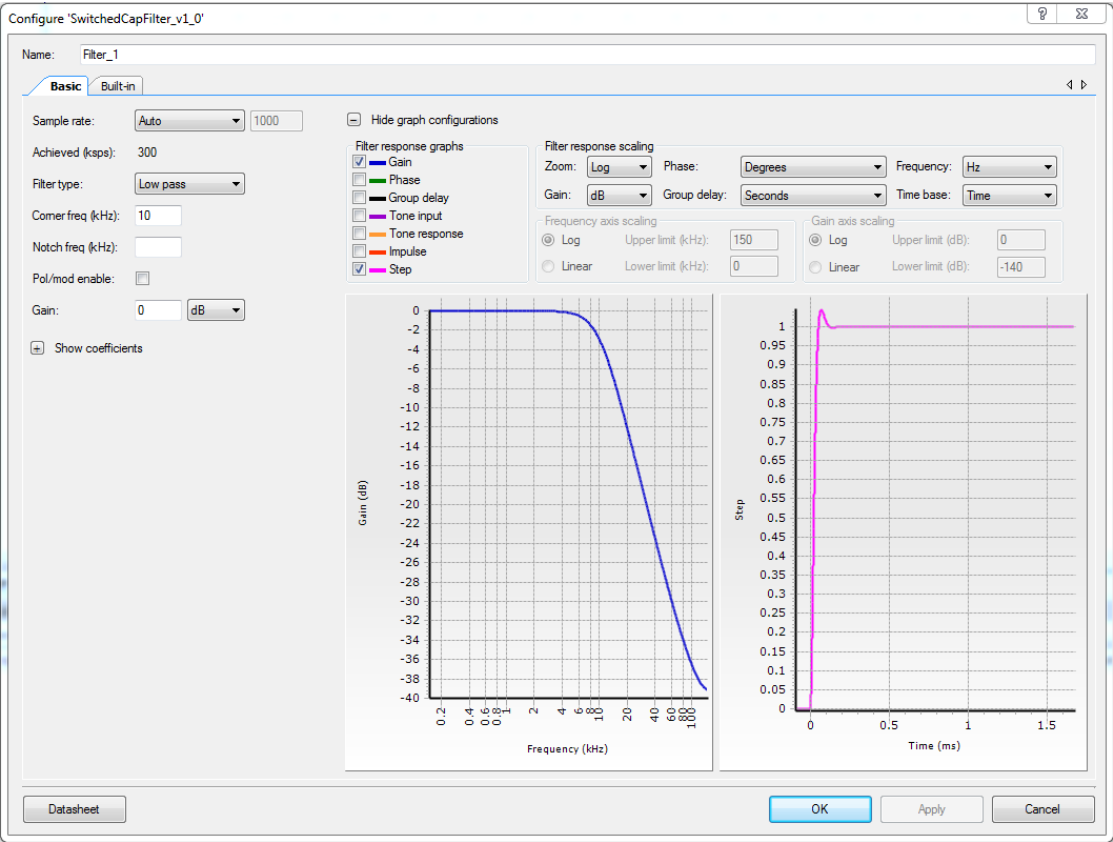 Configure 'SwitchedCapFilter_v1_0'
Name: Filter_1
Basic Built-in
Sample rate: Auto 1000
Achieved (ksps): 300
Filter type: Low pass
Corner freq (kHz): 10
Notch freq (kHz):
Pol/mod enable:
Gain: 0 dB
Show coefficients
Hide graph configurations
Filter response graphs
Gain
Phase
Group delay
Tone input
Tone response
Impulse
Step
Filter response scaling
Zoom: Log Phase: Degrees Frequency: Hz
Gain: dB Group delay: Seconds Time base: Time
Frequency axis scaling
Log Upper limit (kHz): 150
Linear Lower limit (kHz): 0
Gain axis scaling
Log Upper limit (dB): 0
Linear Lower limit (dB): -140
Gain (dB)
0
-2
-4
-6
-8
-10
-12
-14
-16
-18
-20
-22
-24
-26
-28
-30
-32
-34
-36
-38
-40
0.2 0.4 0.6 0.8 1 2 4 6 8 10 20 40 60 80 100
Frequency (kHz)
Step
1
0.95
0.9
0.85
0.8
0.75
0.7
0.65
0.6
0.55
0.5
0.45
0.4
0.35
0.3
0.25
0.2
0.15
0.1
0.05
0
0 0.5 1 1.5
Time (ms)
Datasheet OK Apply Cancel